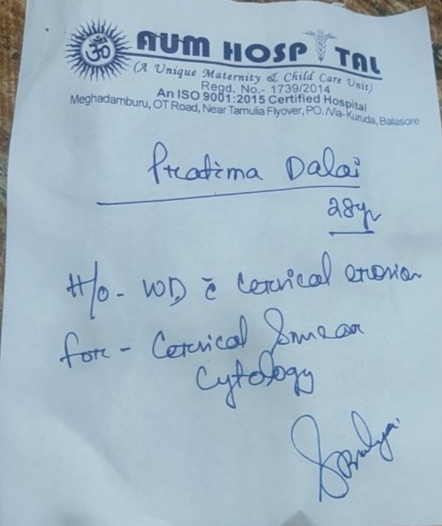 AUM HOSPITAL
(A Unique Maternity & Child Care Unit)
Regd. No.- 1739/2014
An ISO 9001:2015 Certified Hospital
Meghadamburu, OT Road, Near Tamulia Flyover, PO./Via-Kuruda, Balasore
Pratima Dalai
28yr
H/o - WD c̄ Cervical erosion
for - Cervical Smear
Cytology